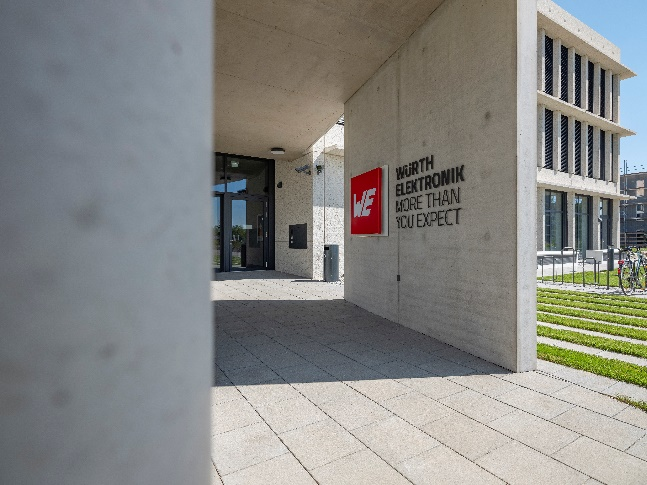 WE
WÜRTH
ELEKTRONIK
MORE THAN
YOU EXPECT